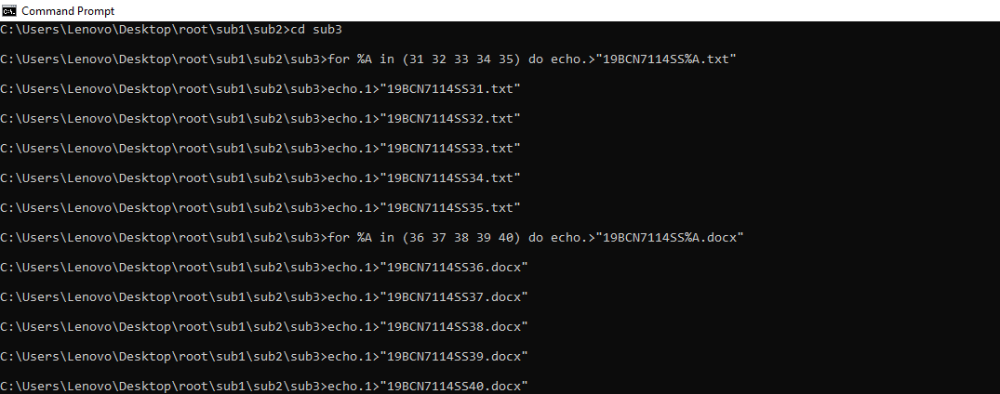 Command Prompt
C:\Users\Lenovo\Desktop\root\sub1\sub2>cd sub3
C:\Users\Lenovo\Desktop\root\sub1\sub2\sub3>for %A in (31 32 33 34 35) do echo.>"19BCN7114SS%A.txt"
C:\Users\Lenovo\Desktop\root\sub1\sub2\sub3>echo.1>"19BCN7114SS31.txt"
C:\Users\Lenovo\Desktop\root\sub1\sub2\sub3>echo.1>"19BCN7114SS32.txt"
C:\Users\Lenovo\Desktop\root\sub1\sub2\sub3>echo.1>"19BCN7114SS33.txt"
C:\Users\Lenovo\Desktop\root\sub1\sub2\sub3>echo.1>"19BCN7114SS34.txt"
C:\Users\Lenovo\Desktop\root\sub1\sub2\sub3>echo.1>"19BCN7114SS35.txt"
C:\Users\Lenovo\Desktop\root\sub1\sub2\sub3>for %A in (36 37 38 39 40) do echo.>"19BCN7114SS%A.docx"
C:\Users\Lenovo\Desktop\root\sub1\sub2\sub3>echo.1>"19BCN7114SS36.docx"
C:\Users\Lenovo\Desktop\root\sub1\sub2\sub3>echo.1>"19BCN7114SS37.docx"
C:\Users\Lenovo\Desktop\root\sub1\sub2\sub3>echo.1>"19BCN7114SS38.docx"
C:\Users\Lenovo\Desktop\root\sub1\sub2\sub3>echo.1>"19BCN7114SS39.docx"
C:\Users\Lenovo\Desktop\root\sub1\sub2\sub3>echo.1>"19BCN7114SS40.docx"